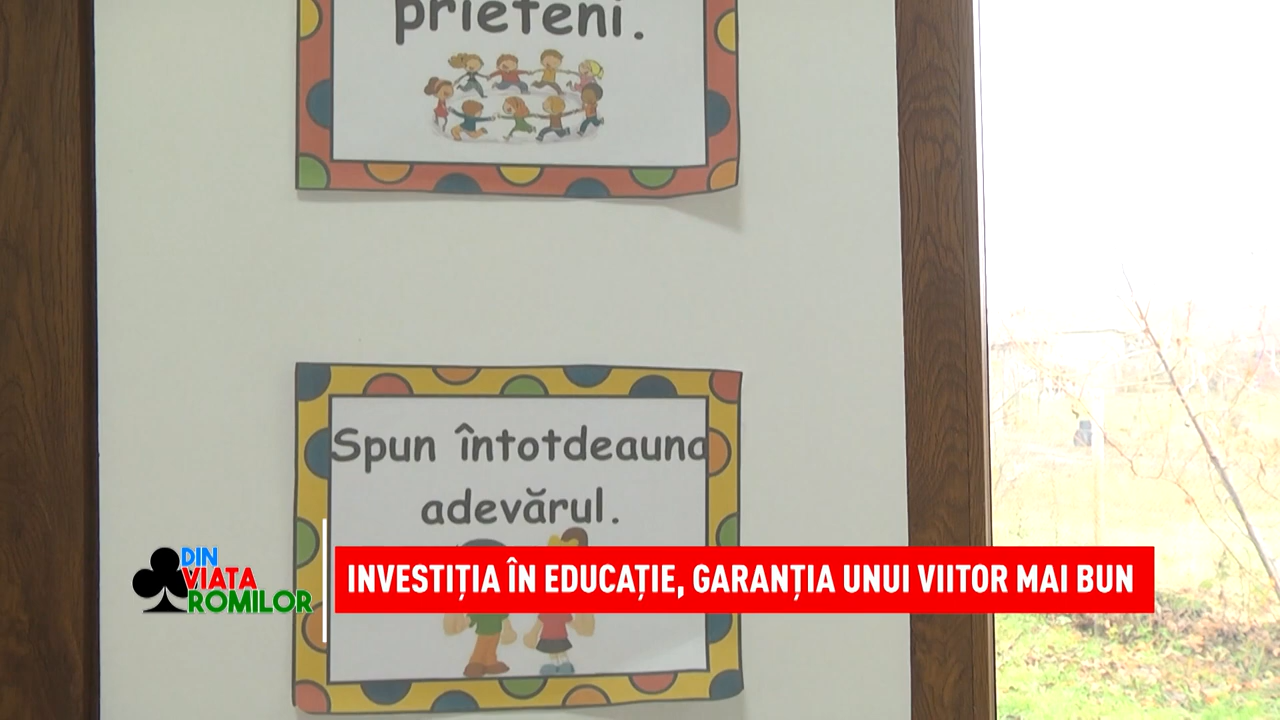 prieteni.
Spun întotdeauna
adevărul.
DIN
VIATA
ROMILOR
INVESTIȚIA ÎN EDUCAȚIE, GARANȚIA UNUI VIITOR MAI BUN